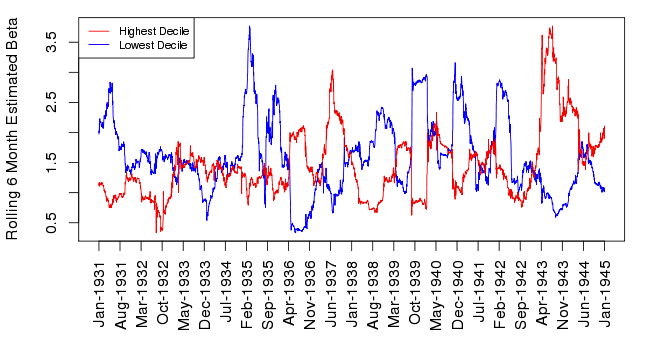 Highest Decile
Lowest Decile
Rolling 6 Month Estimated Beta
3.5
2.5
1.5
0.5
Jan-1931
Aug-1931
Mar-1932
Oct-1932
May-1933
Dec-1933
Jul-1934
Feb-1935
Sep-1935
Apr-1936
Nov-1936
Jun-1937
Jan-1938
Aug-1938
Mar-1939
Oct-1939
May-1940
Dec-1940
Jul-1941
Feb-1942
Sep-1942
Apr-1943
Nov-1943
Jun-1944
Jan-1945